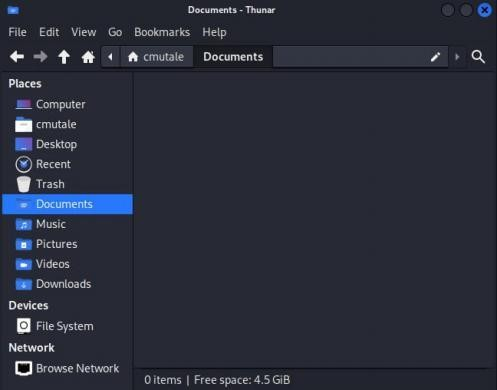 Documents - Thunar
File Edit View Go Bookmarks Help
cmutale Documents
Places
Computer
cmutale
Desktop
Recent
Trash
Documents
Music
Pictures
Videos
Downloads
Devices
File System
Network
Browse Network
0 items | Free space: 4.5 GiB